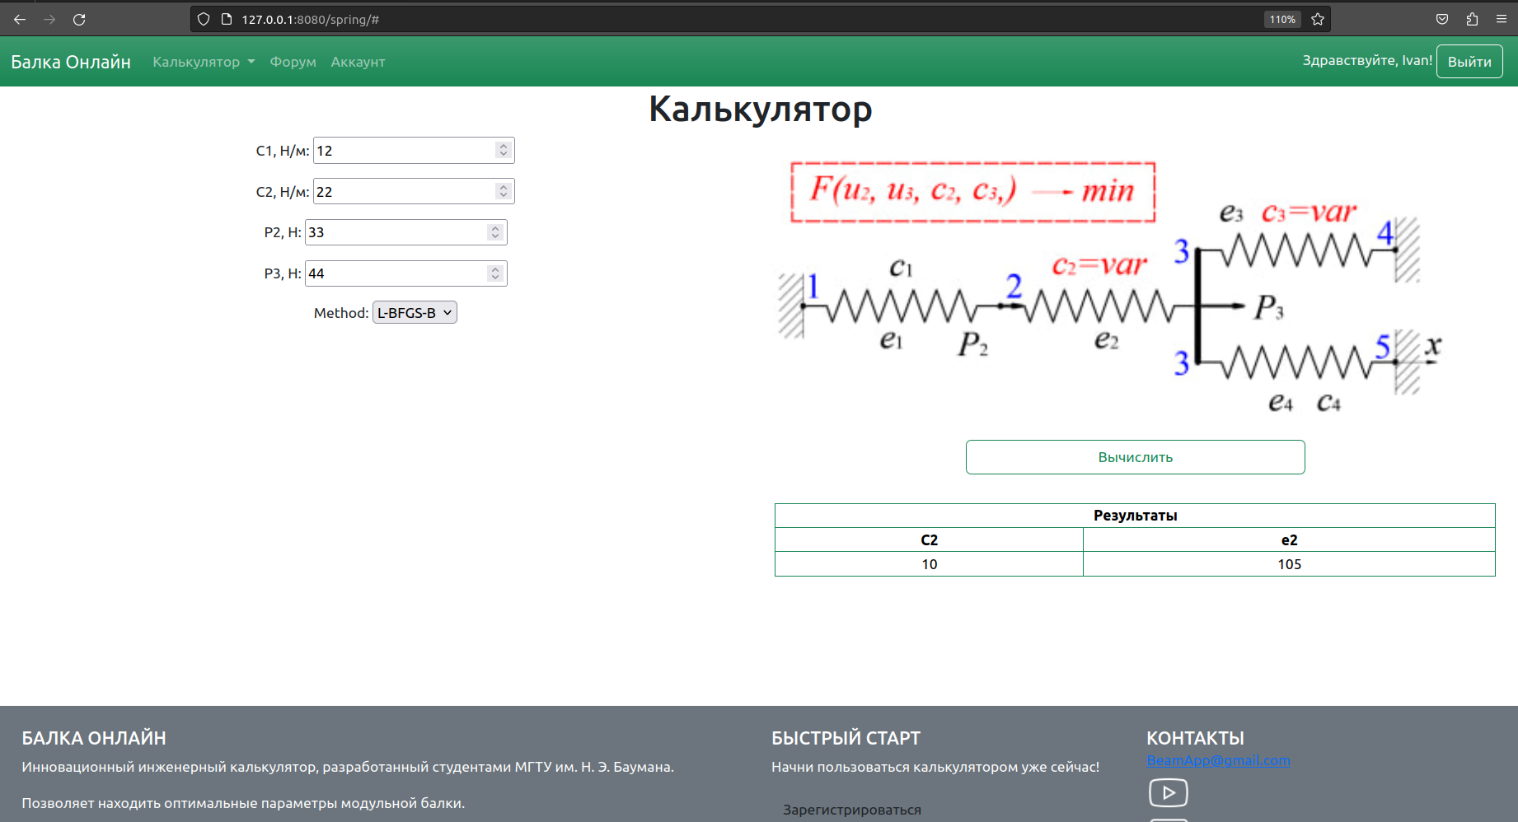 127.0.0.1:8080/spring/#
110%
Балка Онлайн Калькулятор Форум Аккаунт Здравствуйте, Ivan! Выйти
Калькулятор
C1, Н/м: 12
C2, Н/м: 22
P2, Н: 33
P3, Н: 44
Method: L-BFGS-B
F(u₂, u₃, c₂, c₃,) → min
e₃ c₃=var
3 4
c₁ c₂=var
1 2
P₃
e₁ P₂ e₂
3 5 x
e₄ c₄
Вычислить
Результаты
C2 e2
10 105
БАЛКА ОНЛАЙН
Инновационный инженерный калькулятор, разработанный студентами МГТУ им. Н. Э. Баумана.
Позволяет находить оптимальные параметры модульной балки.
БЫСТРЫЙ СТАРТ
Начни пользоваться калькулятором уже сейчас!
Зарегистрироваться
КОНТАКТЫ
BeamApp@gmail.com